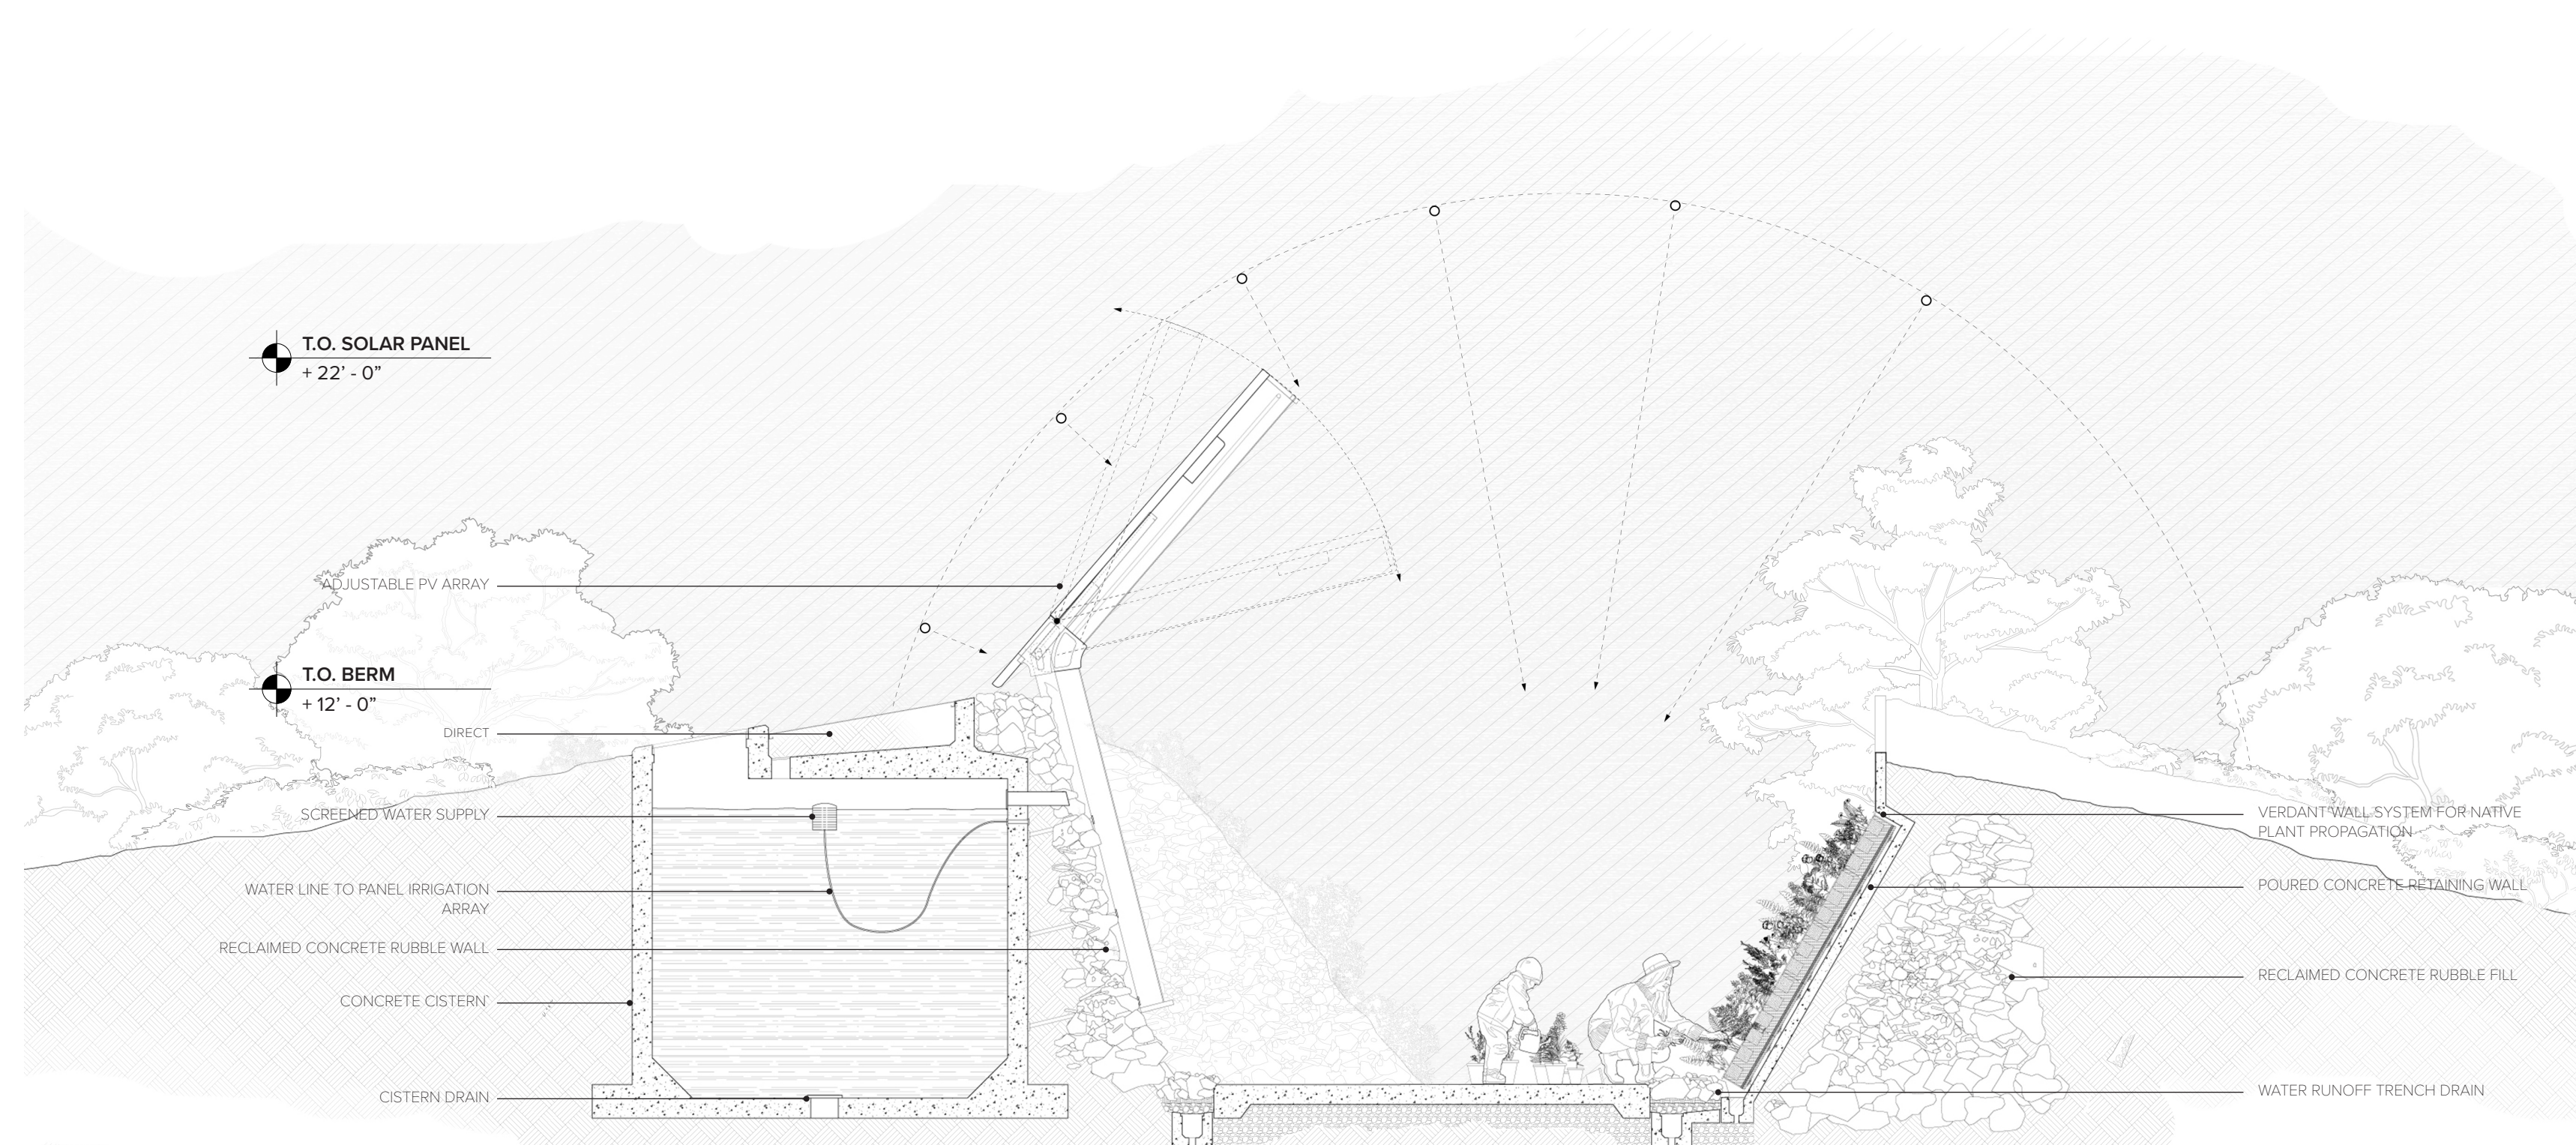 T.O. SOLAR PANEL
+ 22’ - 0”
ADJUSTABLE PV ARRAY
T.O. BERM
+ 12’ - 0”
DIRECT
SCREENED WATER SUPPLY
WATER LINE TO PANEL IRRIGATION
ARRAY
RECLAIMED CONCRETE RUBBLE WALL
CONCRETE CISTERN`
CISTERN DRAIN
VERDANT WALL SYSTEM FOR NATIVE
PLANT PROPAGATION
POURED CONCRETE RETAINING WALL
RECLAIMED CONCRETE RUBBLE FILL
WATER RUNOFF TRENCH DRAIN